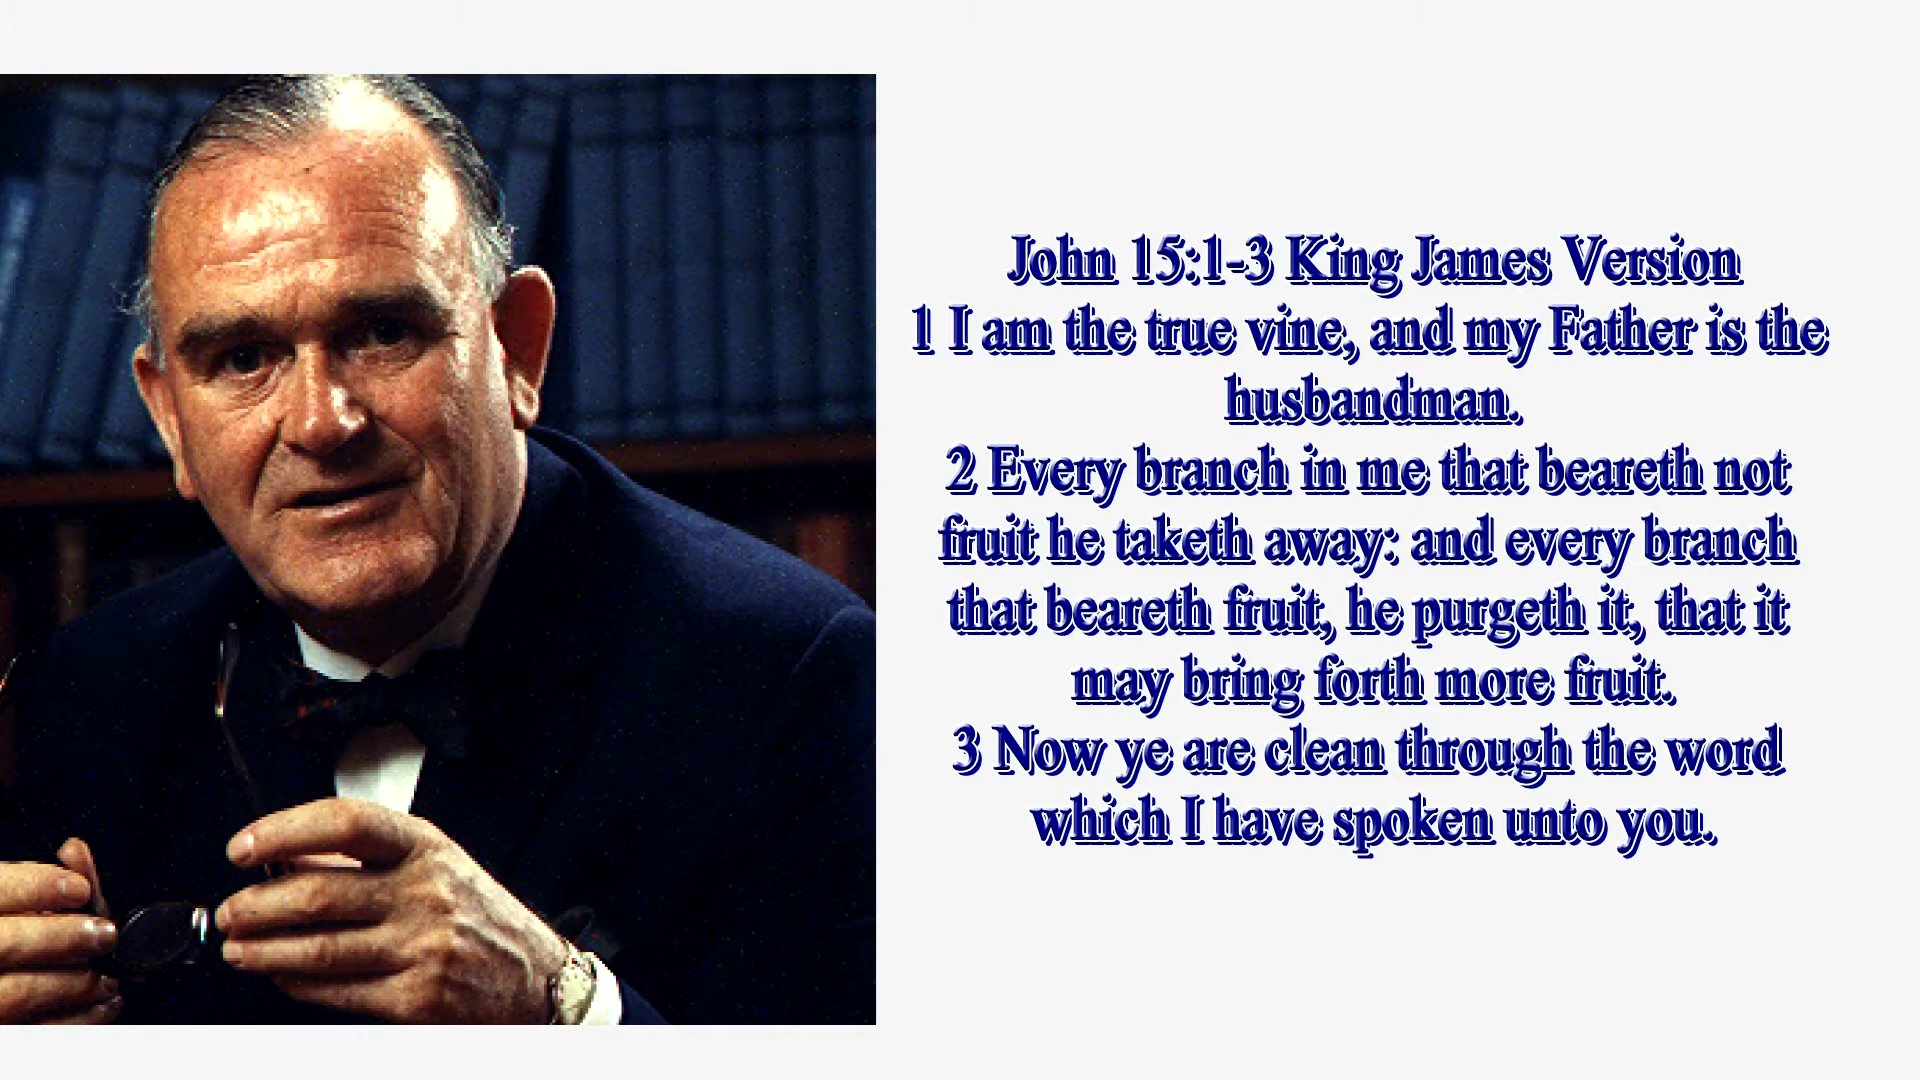 John 15:1-3 King James Version
1 I am the true vine, and my Father is the
husbandman.
2 Every branch in me that beareth not
fruit he taketh away: and every branch
that beareth fruit, he purgeth it, that it
may bring forth more fruit.
3 Now ye are clean through the word
which I have spoken unto you.